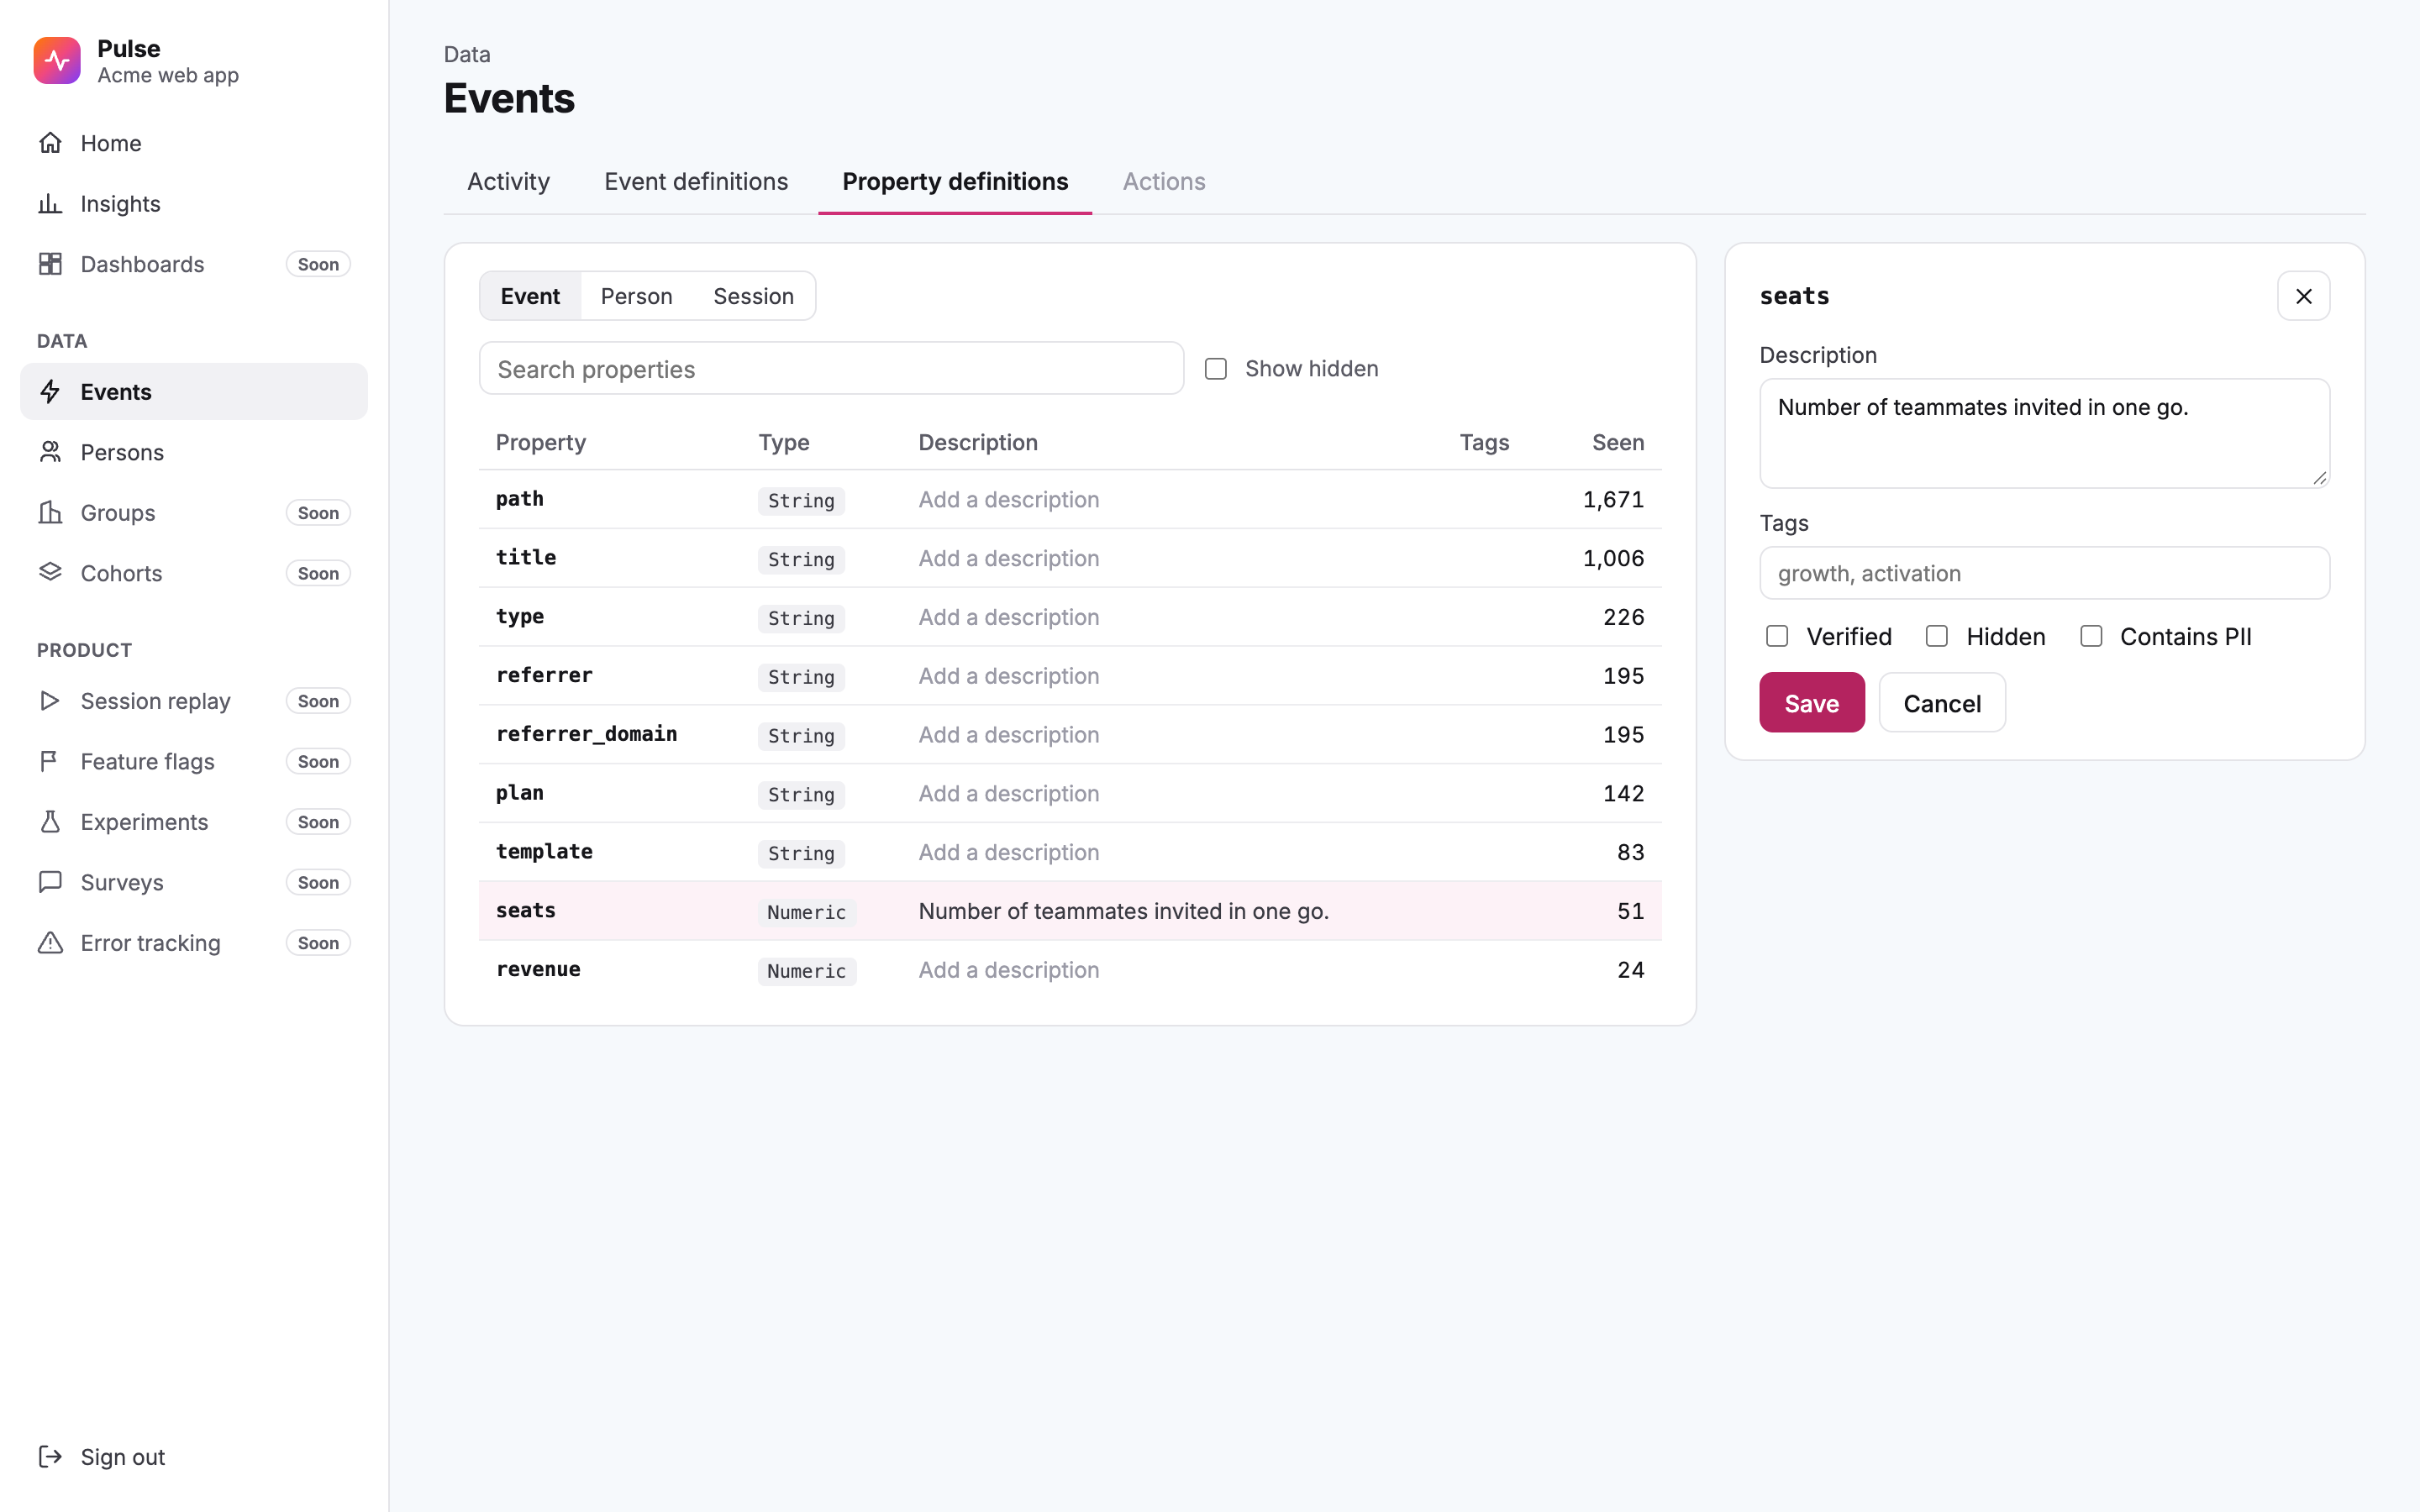 Pulse
Acme web app
Home
Insights
Dashboards Soon
DATA
Events
Persons
Groups Soon
Cohorts Soon
PRODUCT
Session replay Soon
Feature flags Soon
Experiments Soon
Surveys Soon
Error tracking Soon
Sign out
Data
Events
Activity Event definitions Property definitions Actions
Event Person Session
Search properties Show hidden
Property Type Description Tags Seen
path String Add a description 1,671
title String Add a description 1,006
type String Add a description 226
referrer String Add a description 195
referrer_domain String Add a description 195
plan String Add a description 142
template String Add a description 83
seats Numeric Number of teammates invited in one go. 51
revenue Numeric Add a description 24
seats
Description
Number of teammates invited in one go.
Tags
growth, activation
Verified Hidden Contains PII
Save Cancel